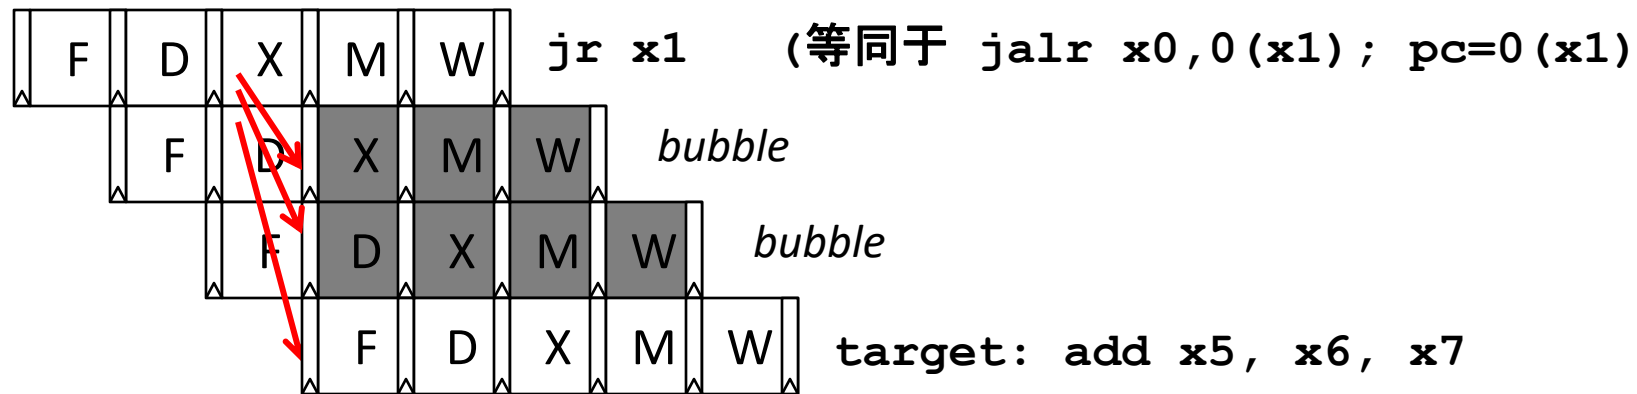 F D X M W jr x1 (等同于 jalr x0,0(x1); pc=0(x1)
F D X M W bubble
F D X M W bubble
F D X M W target: add x5, x6, x7